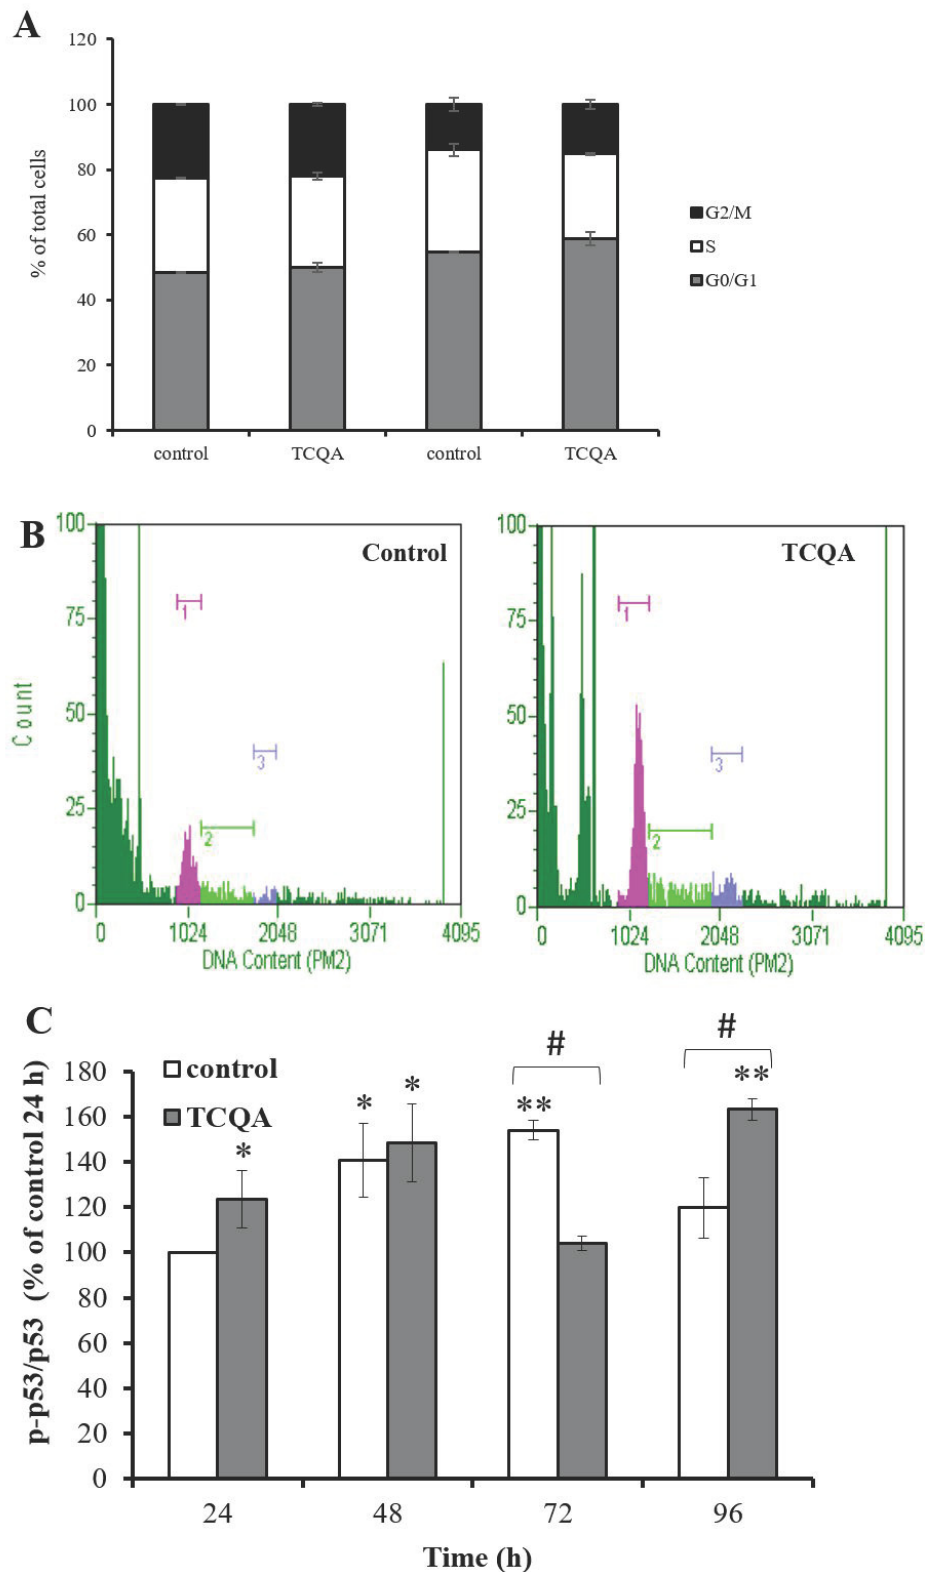 A
120
100
80
60
40
20
0
% of total cells
control TCQA control TCQA
G2/M
S
G0/G1
B
Control
100
75
50
25
0
Count
1
2
3
0 1024 2048 3071 4095
DNA Content (PM2)
TCQA
100
75
50
25
0
1
2
3
0 1024 2048 3071 4095
DNA Content (PM2)
C
control
TCQA
180
160
140
120
100
80
60
40
20
0
p-p53/p53 (% of control 24 h)
*
*
*
**
#
**
#
24 48 72 96
Time (h)